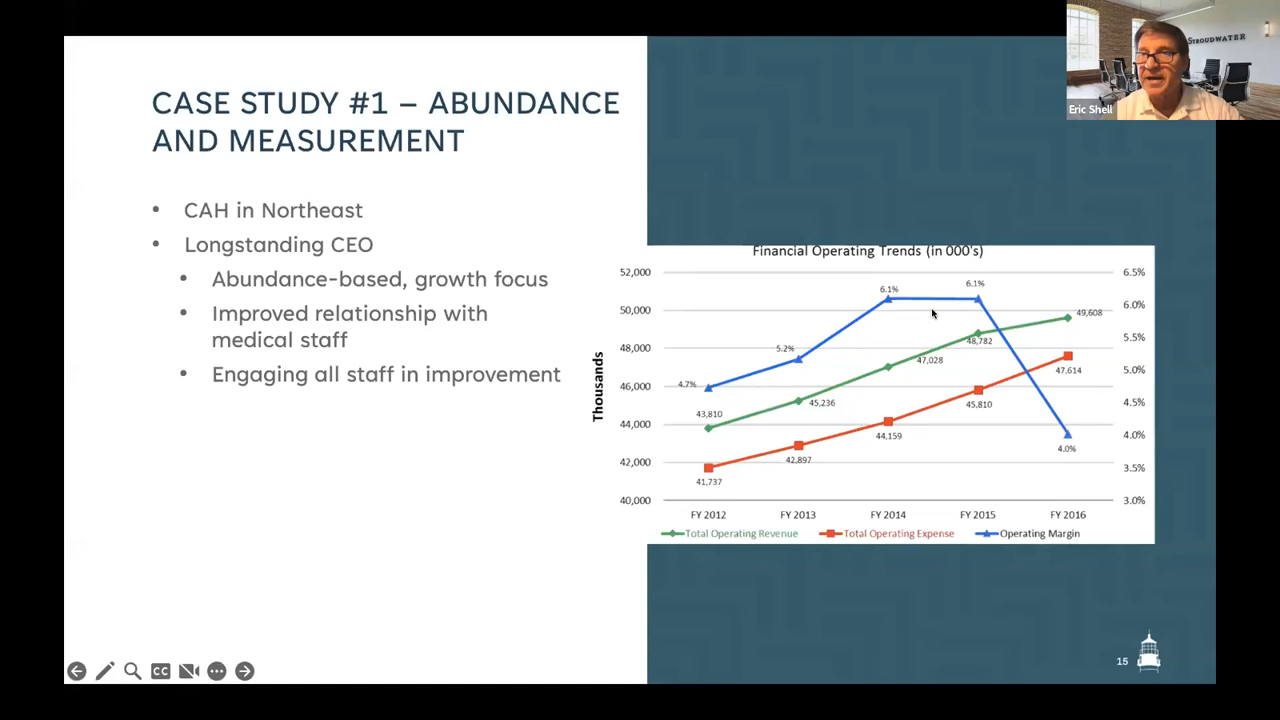 STROUDWATER
Eric Shell
CASE STUDY #1 – ABUNDANCE
AND MEASUREMENT
• CAH in Northeast
• Longstanding CEO
• Abundance-based, growth focus
• Improved relationship with
medical staff
• Engaging all staff in improvement
Financial Operating Trends (in 000's)
Thousands
52,000
50,000
48,000
46,000
44,000
42,000
40,000
6.5%
6.0%
5.5%
5.0%
4.5%
4.0%
3.5%
3.0%
4.7%
5.2%
6.1%
6.1%
4.0%
43,810
45,236
47,028
48,782
49,608
41,737
42,897
44,159
45,810
47,614
FY 2012 FY 2013 FY 2014 FY 2015 FY 2016
Total Operating Revenue Total Operating Expense Operating Margin
15
CC